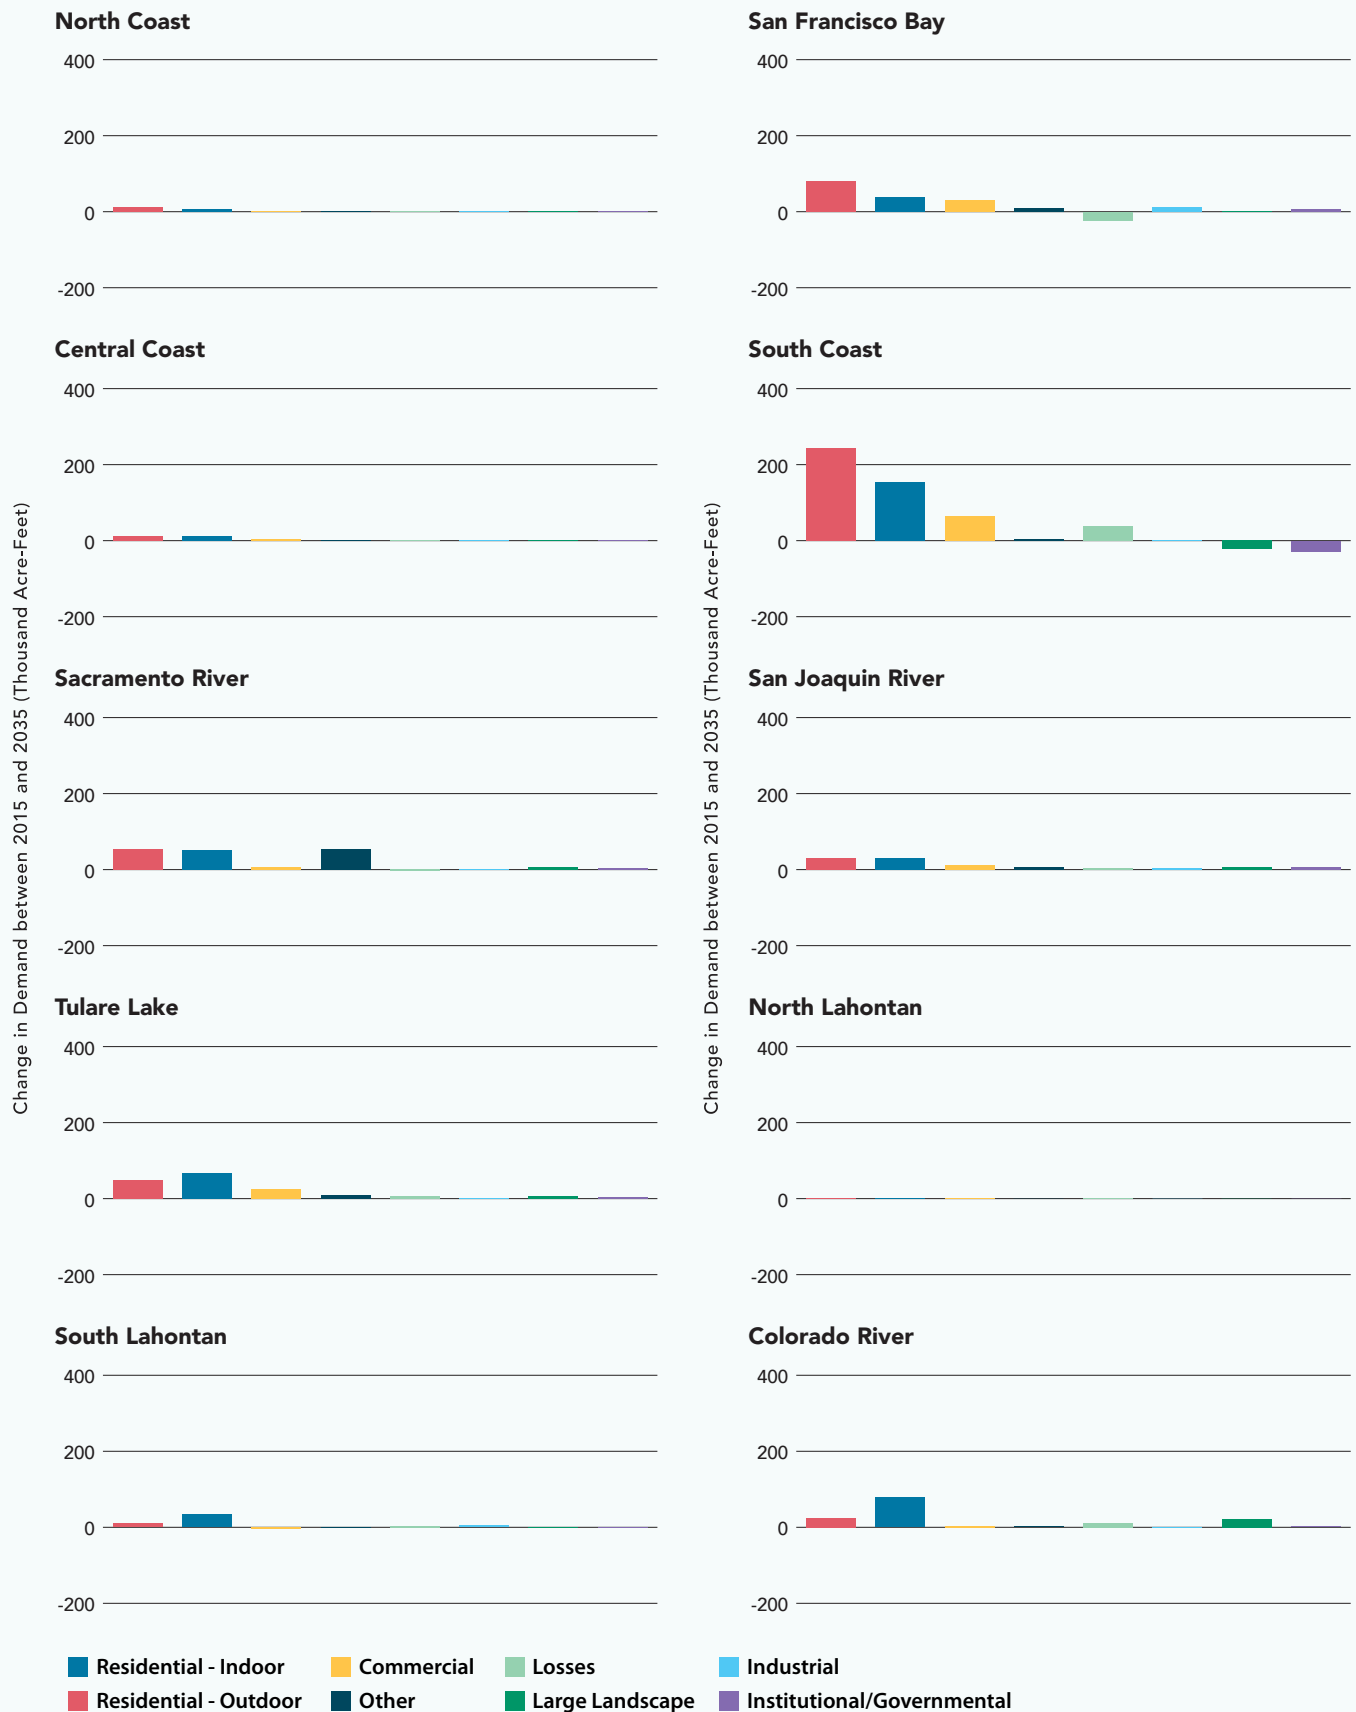 North Coast
400
200
0
-200
San Francisco Bay
400
200
0
-200
Central Coast
400
200
0
-200
South Coast
400
200
0
-200
Sacramento River
400
200
0
-200
San Joaquin River
400
200
0
-200
Tulare Lake
400
200
0
-200
North Lahontan
400
200
0
-200
South Lahontan
400
200
0
-200
Colorado River
400
200
0
-200
Change in Demand between 2015 and 2035 (Thousand Acre-Feet)
Change in Demand between 2015 and 2035 (Thousand Acre-Feet)
Residential - Indoor Commercial Losses Industrial
Residential - Outdoor Other Large Landscape Institutional/Governmental